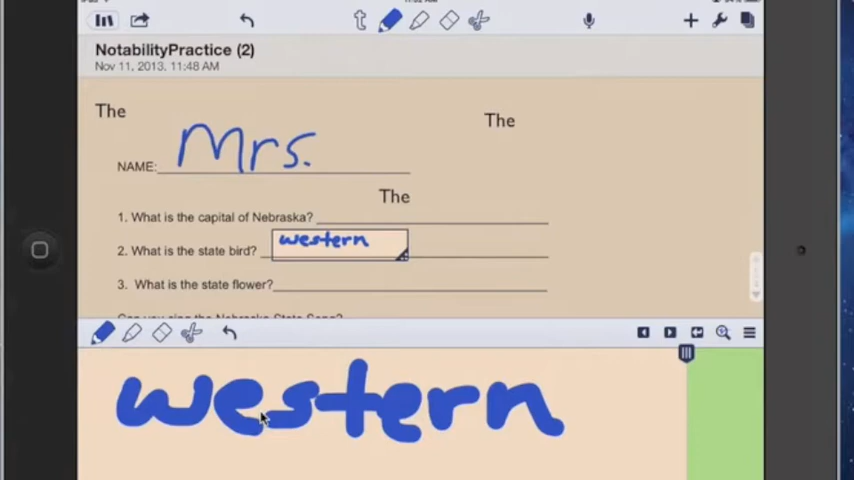 NotabilityPractice (2)
Nov 11, 2013. 11:48 AM
The
The
NAME: Mrs.
The
1. What is the capital of Nebraska?
2. What is the state bird? western
3. What is the state flower?
western